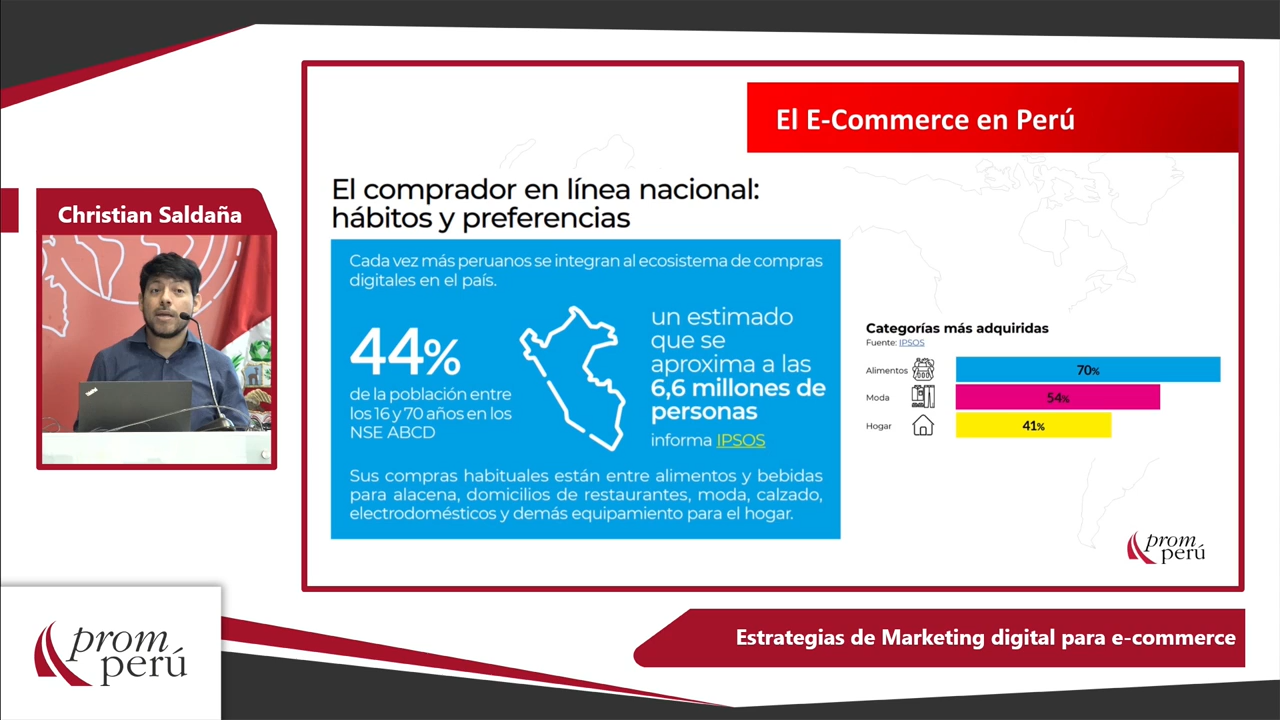 El E-Commerce en Perú
El comprador en línea nacional:
hábitos y preferencias
Christian Saldaña
Cada vez más peruanos se integran al ecosistema de compras
digitales en el país.
44%
de la población entre
los 16 y 70 años en los
NSE ABCD
un estimado
que se
aproxima a las
6,6 millones de
personas
informa IPSOS
Sus compras habituales están entre alimentos y bebidas
para alacena, domicilios de restaurantes, moda, calzado,
electrodomésticos y demás equipamiento para el hogar.
Categorías más adquiridas
Fuente: IPSOS
Alimentos 70%
Moda 54%
Hogar 41%
prom
perú
Estrategias de Marketing digital para e-commerce
prom
perú